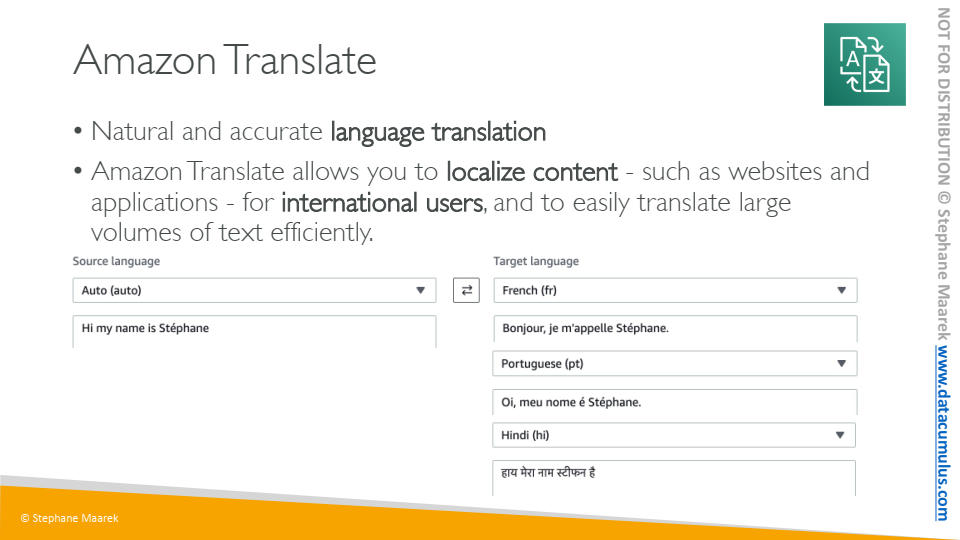 Amazon Translate
A
文
• Natural and accurate language translation
• Amazon Translate allows you to localize content - such as websites and
applications - for international users, and to easily translate large
volumes of text efficiently.
Source language
Auto (auto)
Hi my name is Stéphane
Target language
French (fr)
Bonjour, je m'appelle Stéphane.
Portuguese (pt)
Oi, meu nome é Stéphane.
Hindi (hi)
हाय मेरा नाम स्टीफन है
© Stephane Maarek
NOT FOR DISTRIBUTION © Stephane Maarek www.datacumulus.com